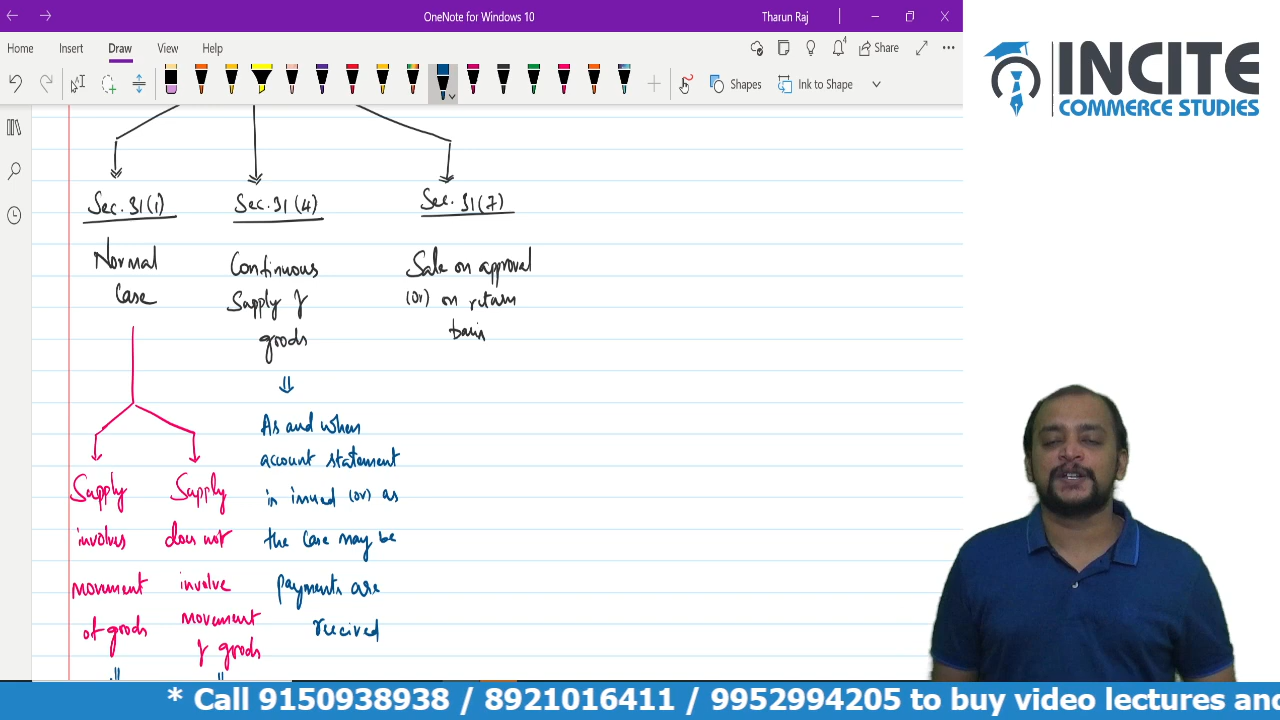 OneNote for Windows 10
Tharun Raj
Home Insert Draw View Help
4
Share
Shapes
Ink to Shape
INCITE
COMMERCE STUDIES
Sec. 31(1)
Normal
Case
Supply
involves
movement
of goods
Supply
does not
involve
movement
of goods
Sec. 31(4)
Continuous
Supply of
goods
As and when
account statement
is issued (or) as
the case may be
payments are
received
Sec. 31(7)
Sale on approval
(or) on return
basis
* Call 9150938938 / 8921016411 / 9952994205 to buy video lectures and